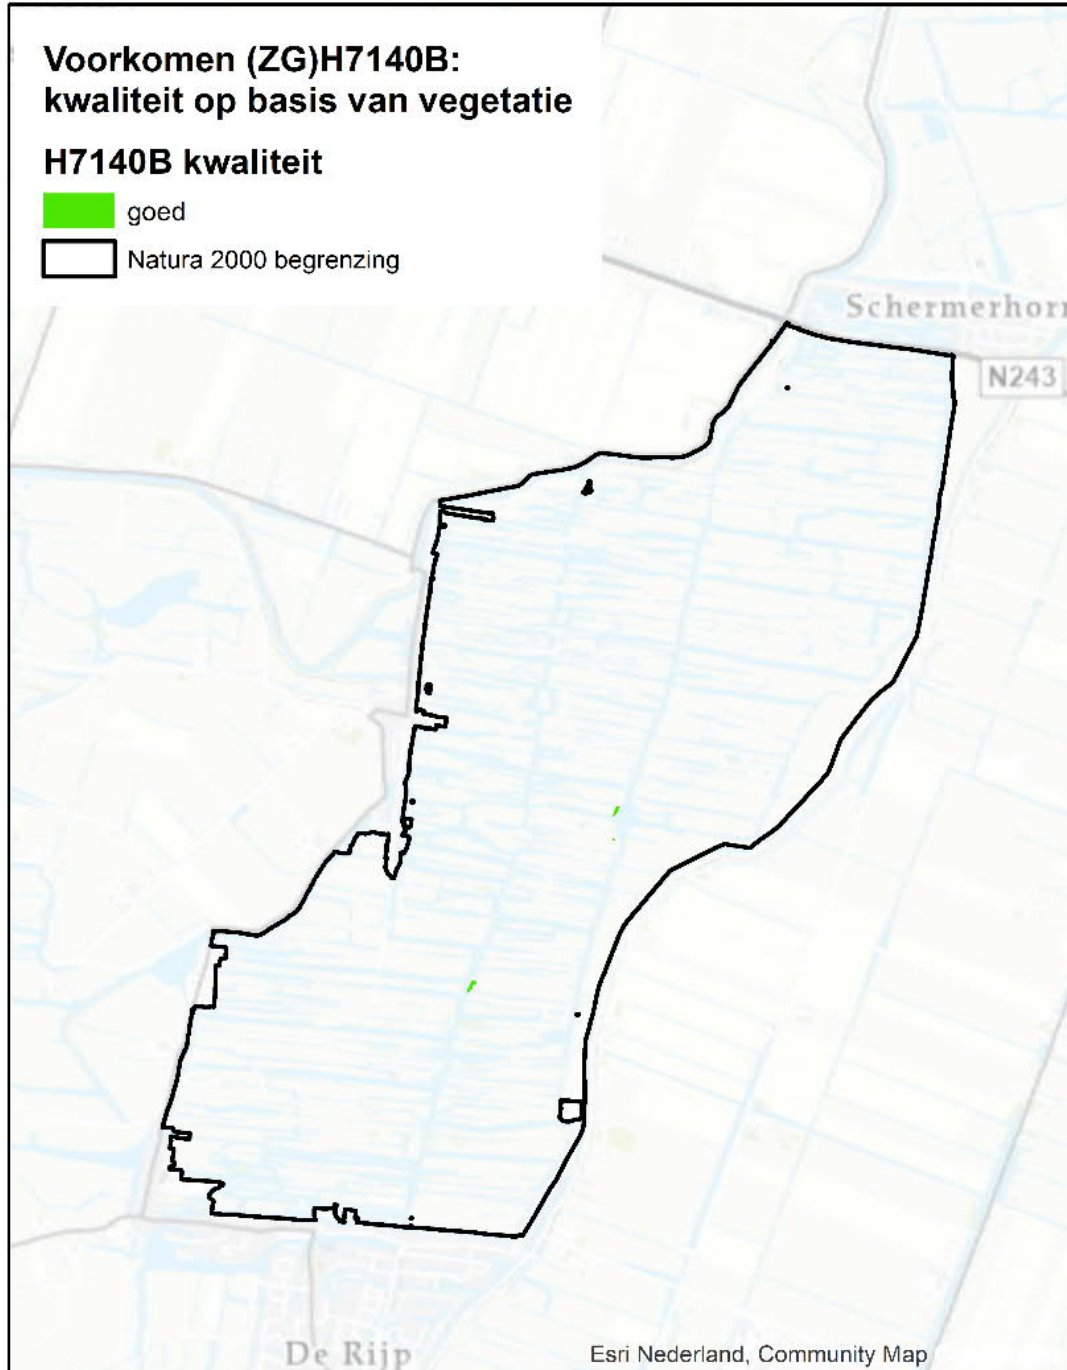 Voorkomen (ZG)H7140B:
kwaliteit op basis van vegetatie
H7140B kwaliteit
goed
Natura 2000 begrenzing
Schermerhorn
N243
De Rijp
Esri Nederland, Community Map